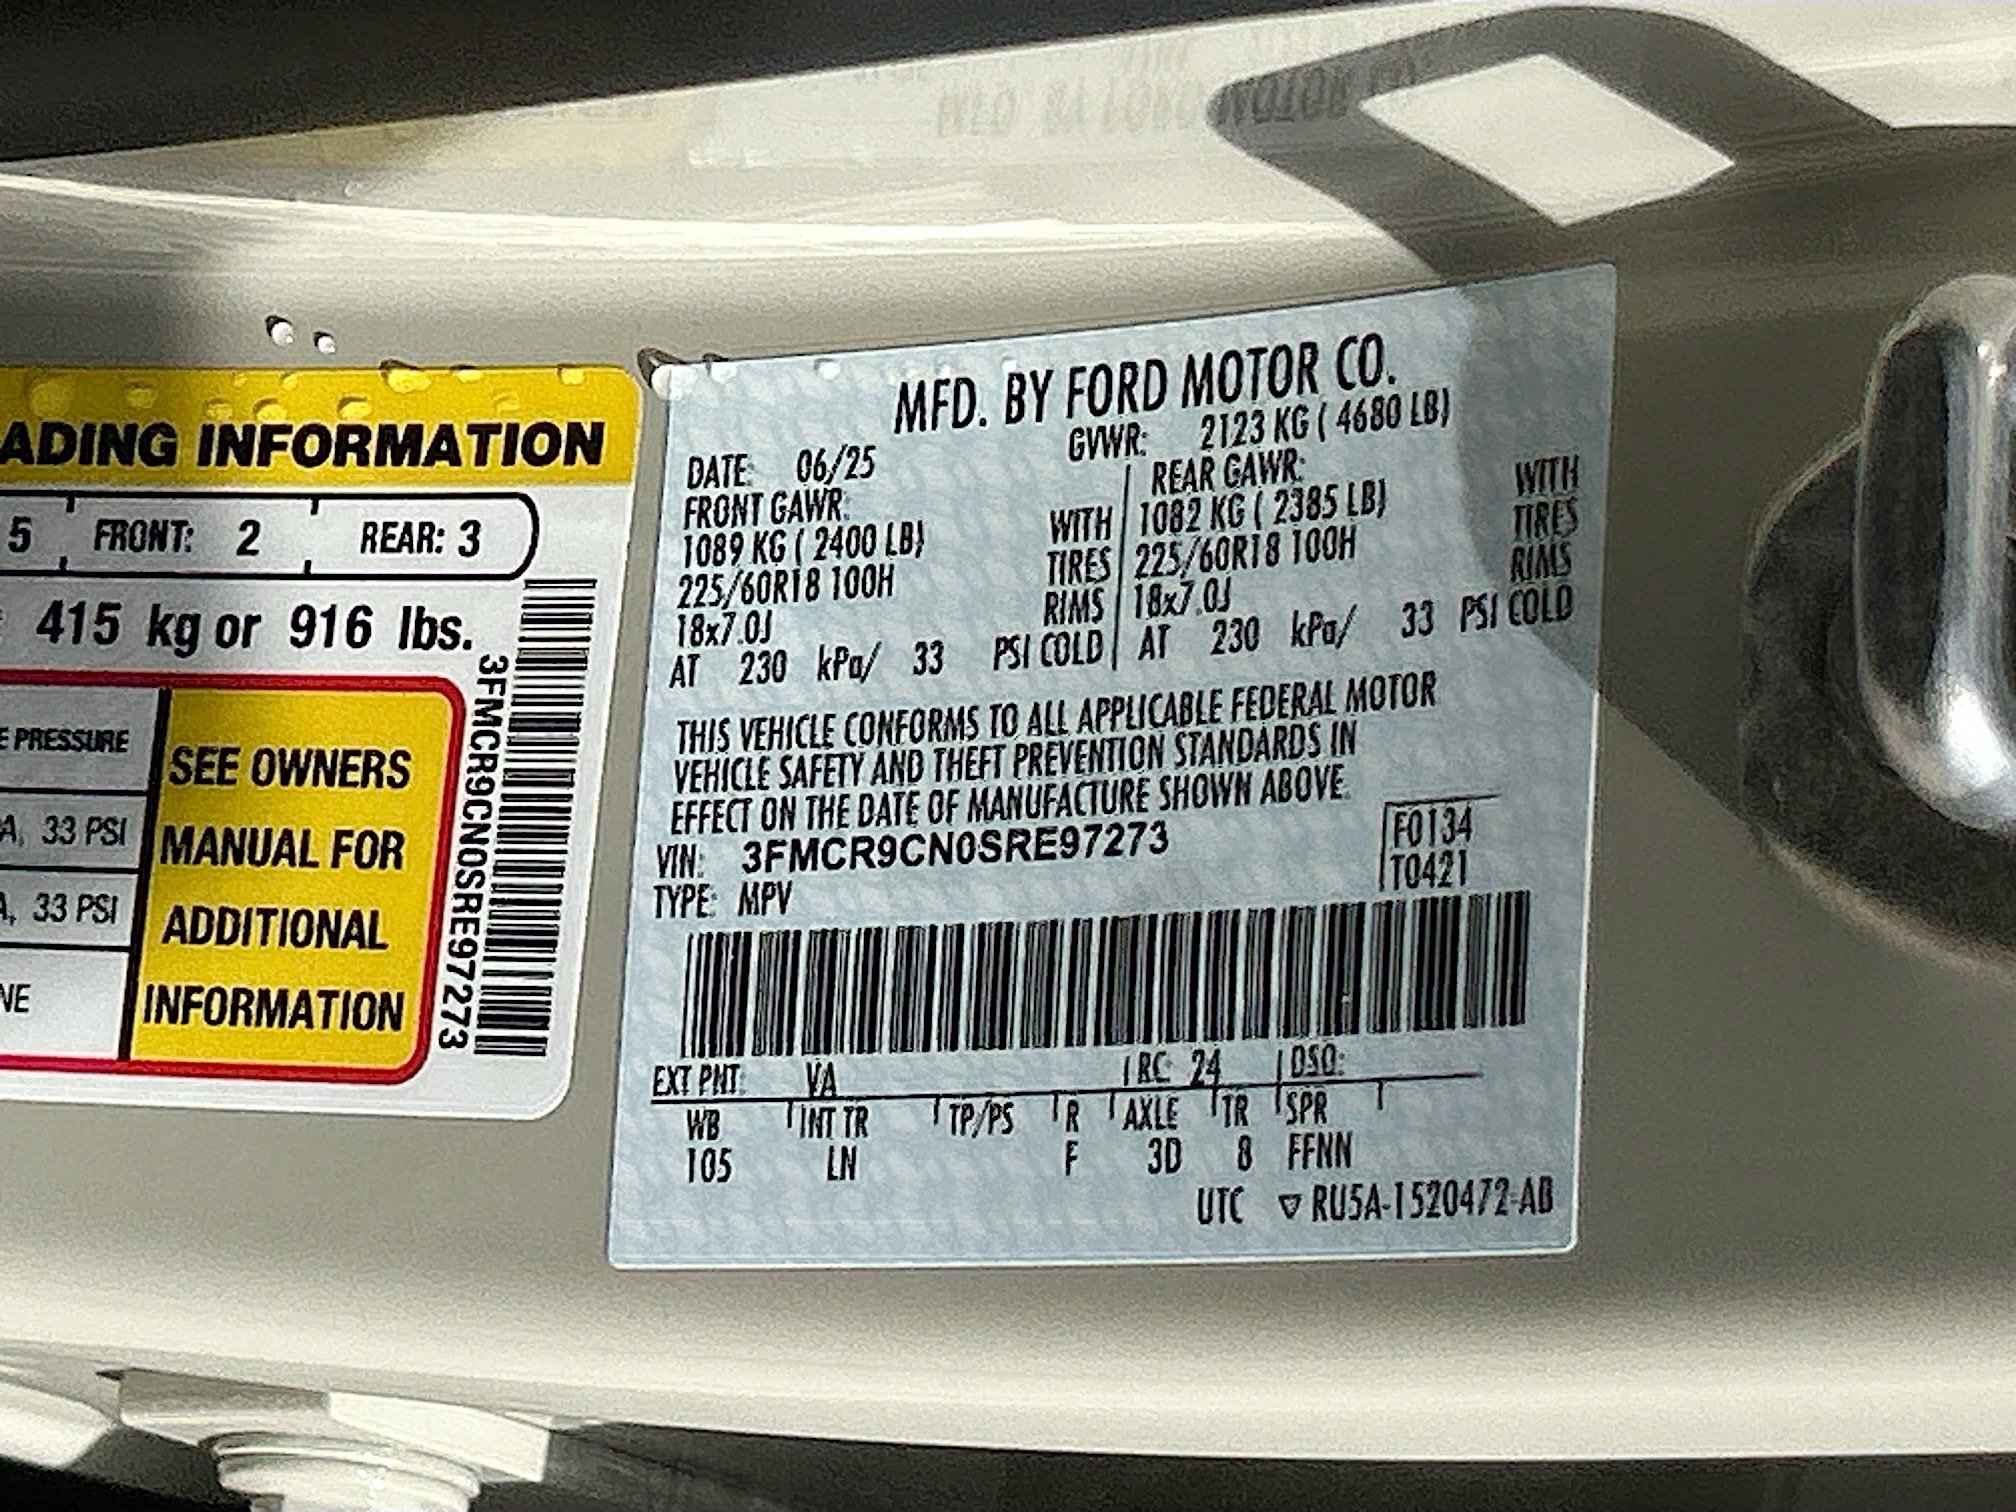 ADING INFORMATION
5 FRONT: 2 REAR: 3
415 kg or 916 lbs.
E PRESSURE
A, 33 PSI
A, 33 PSI
NE
SEE OWNERS
MANUAL FOR
ADDITIONAL
INFORMATION
3FMCR9CN0SRE97273
MFD. BY FORD MOTOR CO.
DATE: 06/25 GVWR: 2123 KG ( 4680 LB)
FRONT GAWR: REAR GAWR:
1089 KG ( 2400 LB) WITH 1082 KG ( 2385 LB) WITH
225/60R18 100H TIRES 225/60R18 100H TIRES
18x7.0J RIMS 18x7.0J RIMS
AT 230 kPa/ 33 PSI COLD AT 230 kPa/ 33 PSI COLD
THIS VEHICLE CONFORMS TO ALL APPLICABLE FEDERAL MOTOR
VEHICLE SAFETY AND THEFT PREVENTION STANDARDS IN
EFFECT ON THE DATE OF MANUFACTURE SHOWN ABOVE.
VIN: 3FMCR9CN0SRE97273 F0134
TYPE: MPV T0421
EXT PNT: VA RC: 24 DSO:
WB INT TR TP/PS R AXLE TR SPR
105 LN F 3D 8 FFNN
UTC RU5A-1520472-AB